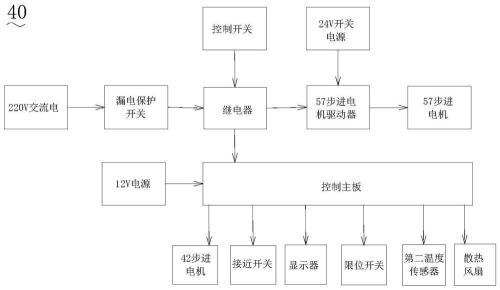 40
控制开关
24V开关
电源
220V交流电
漏电保护
开关
继电器
57步进电
机驱动器
57步进
电机
12V电源
控制主板
42步进
电机
接近开关
显示器
限位开关
第二温度
传感器
散热
风扇